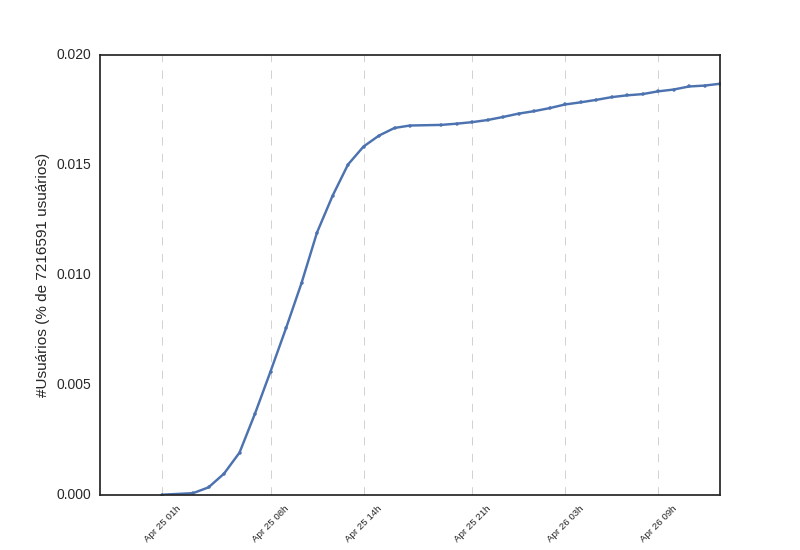 0.020
0.015
0.010
0.005
0.000
#Usuários (% de 7216591 usuários)
Apr 25 01h
Apr 25 08h
Apr 25 14h
Apr 25 21h
Apr 26 03h
Apr 26 09h